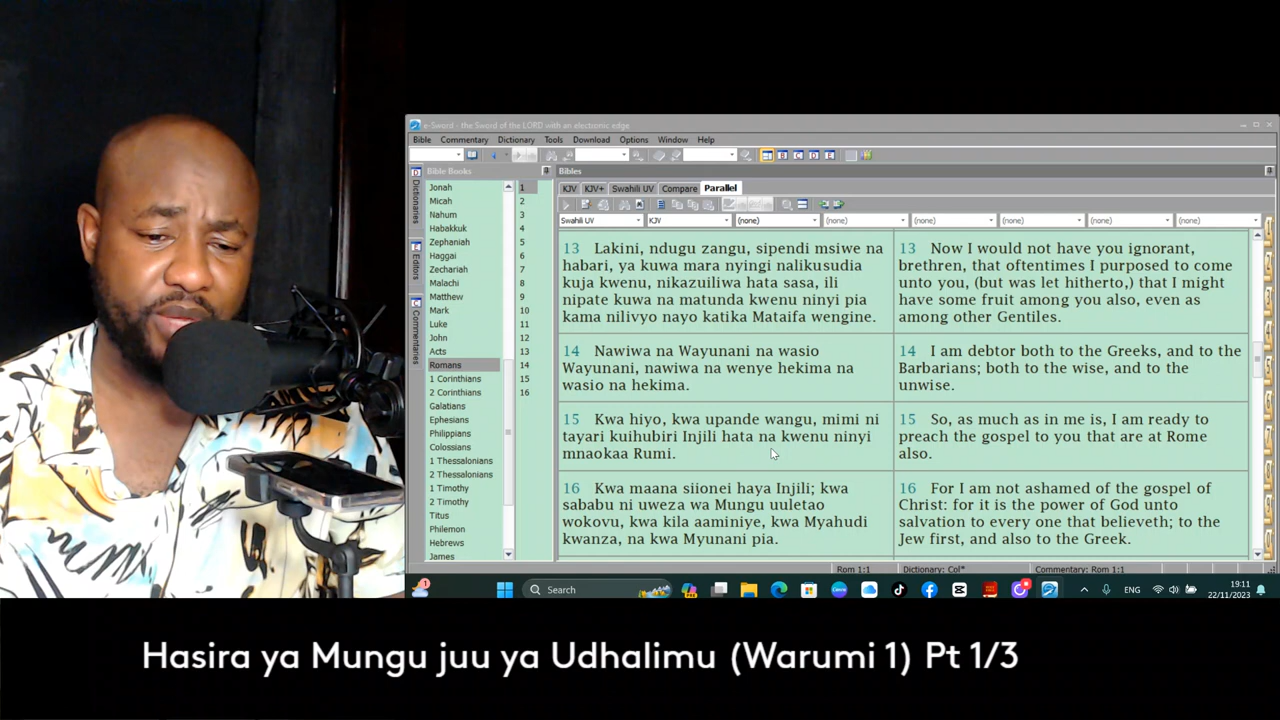 e-Sword - the Sword of the LORD with an electronic edge
Bible Commentary Dictionary Tools Download Options Window Help
Bible Books
Bibles
Dictionaries
Editors
Commentaries
Jonah
Micah
Nahum
Habakkuk
Zephaniah
Haggai
Zechariah
Malachi
Matthew
Mark
Luke
John
Acts
Romans
1 Corinthians
2 Corinthians
Galatians
Ephesians
Philippians
Colossians
1 Thessalonians
2 Thessalonians
1 Timothy
2 Timothy
Titus
Philemon
Hebrews
James
1
2
3
4
5
6
7
8
9
10
11
12
13
14
15
16
KJV KJV+ Swahili UV Compare Parallel
Swahili UV KJV (none) (none) (none) (none) (none) (none)
13 Lakini, ndugu zangu, sipendi msiwe na
habari, ya kuwa mara nyingi nalikusudia
kuja kwenu, nikazuiliwa hata sasa, ili
nipate kuwa na matunda kwenu ninyi pia
kama nilivyo nayo katika Mataifa wengine.
13 Now I would not have you ignorant,
brethren, that oftentimes I purposed to come
unto you, (but was let hitherto,) that I might
have some fruit among you also, even as
among other Gentiles.
14 Nawiwa na Wayunani na wasio
Wayunani, nawiwa na wenye hekima na
wasio na hekima.
14 I am debtor both to the Greeks, and to the
Barbarians; both to the wise, and to the
unwise.
15 Kwa hiyo, kwa upande wangu, mimi ni
tayari kuihubiri Injili hata na kwenu ninyi
mnaokaa Rumi.
15 So, as much as in me is, I am ready to
preach the gospel to you that are at Rome
also.
16 Kwa maana siionei haya Injili; kwa
sababu ni uweza wa Mungu uuletao
wokovu, kwa kila aaminiye, kwa Myahudi
kwanza, na kwa Myunani pia.
16 For I am not ashamed of the gospel of
Christ: for it is the power of God unto
salvation to every one that believeth; to the
Jew first, and also to the Greek.
Rom 1:1 Dictionary: Col* Commentary: Rom 1:1
1
Search
ENG
19:11
22/11/2023
Hasira ya Mungu juu ya Udhalimu (Warumi 1) Pt 1/3